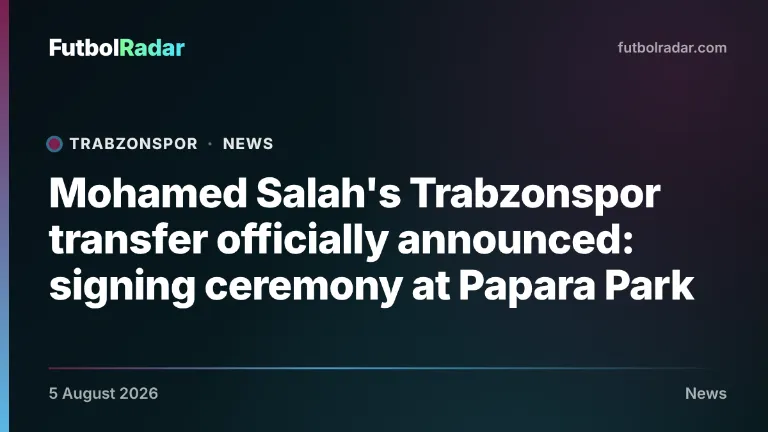 FutbolRadar
futbolradar.com
TRABZONSPOR · NEWS
Mohamed Salah's Trabzonspor
transfer officially announced:
signing ceremony at Papara Park
5 August 2026
News